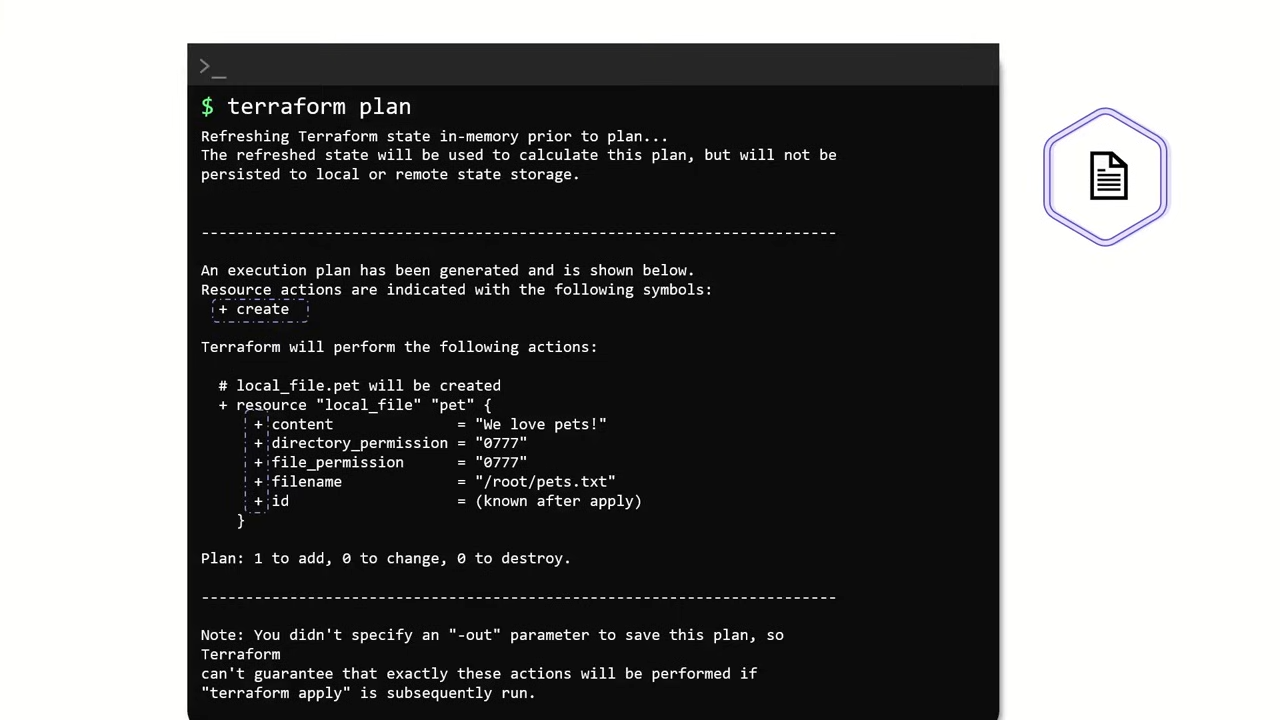 >_
$ terraform plan
Refreshing Terraform state in-memory prior to plan...
The refreshed state will be used to calculate this plan, but will not be
persisted to local or remote state storage.
------------------------------------------------------------------------
An execution plan has been generated and is shown below.
Resource actions are indicated with the following symbols:
+ create
Terraform will perform the following actions:
# local_file.pet will be created
+ resource "local_file" "pet" {
+ content = "We love pets!"
+ directory_permission = "0777"
+ file_permission = "0777"
+ filename = "/root/pets.txt"
+ id = (known after apply)
}
Plan: 1 to add, 0 to change, 0 to destroy.
------------------------------------------------------------------------
Note: You didn't specify an "-out" parameter to save this plan, so
Terraform
can't guarantee that exactly these actions will be performed if
"terraform apply" is subsequently run.